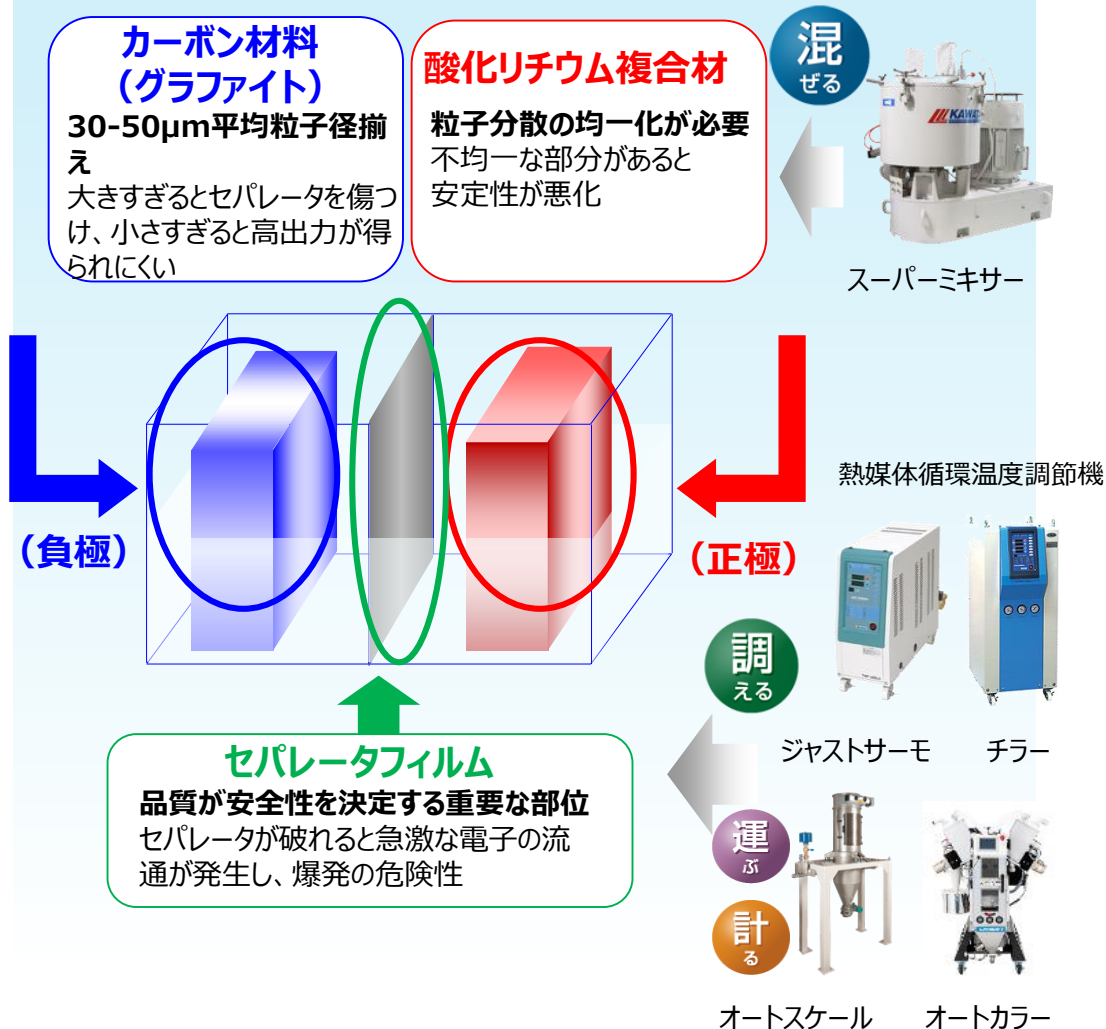 カーボン材料
（グラファイト）
30-50μm平均粒子径揃
え
大きすぎるとセパレータを傷つ
け、小さすぎると高出力が得
られにくい
酸化リチウム複合材
粒子分散の均一化が必要
不均一な部分があると
安定性が悪化
混
ぜる
スーパーミキサー
（負極）
（正極）
熱媒体循環温度調節機
調
える
ジャストサーモ
チラー
セパレータフィルム
品質が安全性を決定する重要な部位
セパレータが破れると急激な電子の流
通が発生し、爆発の危険性
運
ぶ
計
る
オートスケール
オートカラー